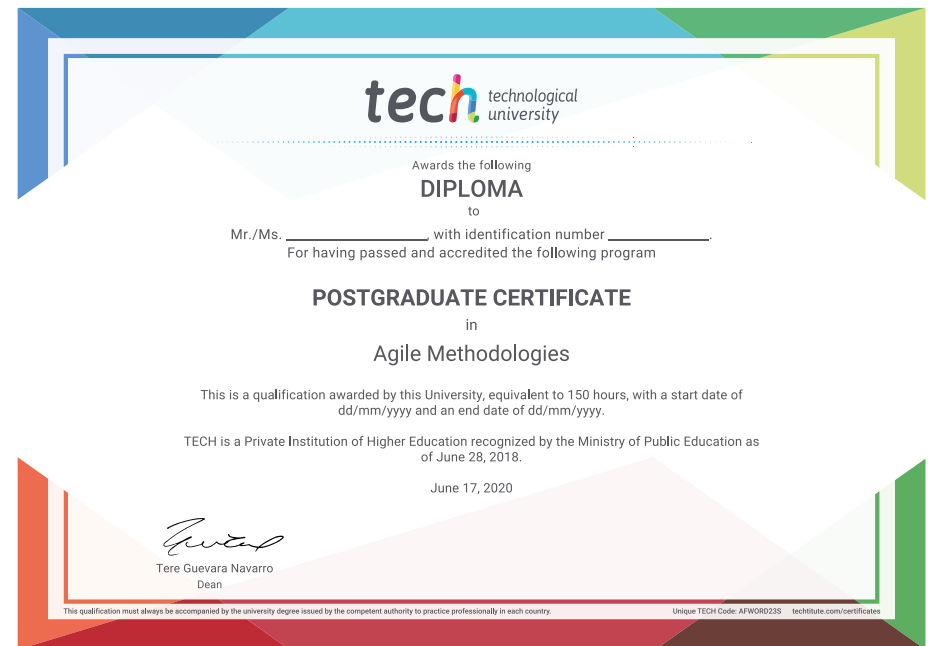 tech technological
university
Awards the following
DIPLOMA
to
Mr./Ms. ____________________, with identification number ______________.
For having passed and accredited the following program
POSTGRADUATE CERTIFICATE
in
Agile Methodologies
This is a qualification awarded by this University, equivalent to 150 hours, with a start date of
dd/mm/yyyy and an end date of dd/mm/yyyy.
TECH is a Private Institution of Higher Education recognized by the Ministry of Public Education as
of June 28, 2018.
June 17, 2020
Tere Guevara Navarro
Dean
This qualification must always be accompanied by the university degree issued by the competent authority to practice professionally in each country.
Unique TECH Code: AFWORD23S techtitute.com/certificates